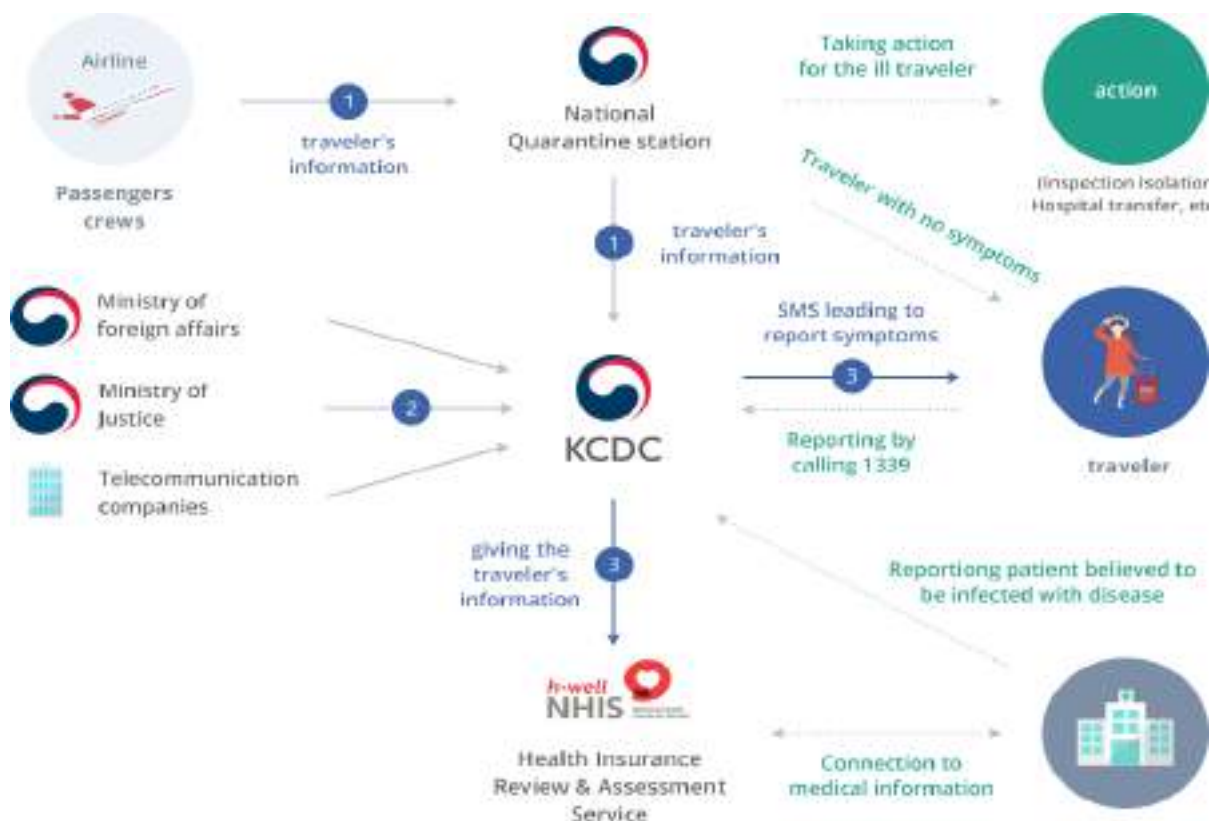 Airline
1
traveler's
information
Passengers
crews
National
Quarantine station
Taking action
for the ill traveler
action
(Inspection Isolation
Hospital transfer, etc
Traveler with no symptoms
1
traveler's
information
Ministry of
foreign affairs
Ministry of
Justice
2
Telecommunication
companies
KCDC
SMS leading to
report symptoms
3
Reporting by
calling 1339
traveler
giving the
traveler's
information
3
Reportiong patient believed to
be infected with disease
h-well
NHIS
Health Insurance
Review & Assessment
Service
Connection to
medical information